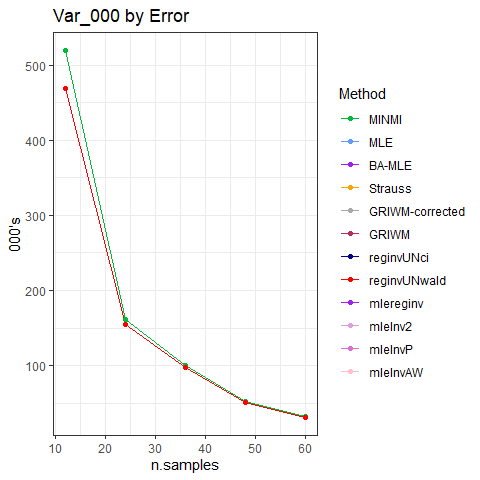 Var_000 by Error
500
400
300
200
100
000's
10 20 30 40 50 60
n.samples
Method
MINMI
MLE
BA-MLE
Strauss
GRIWM-corrected
GRIWM
reginvUNci
reginvUNwald
mlereginv
mleInv2
mleInvP
mleInvAW